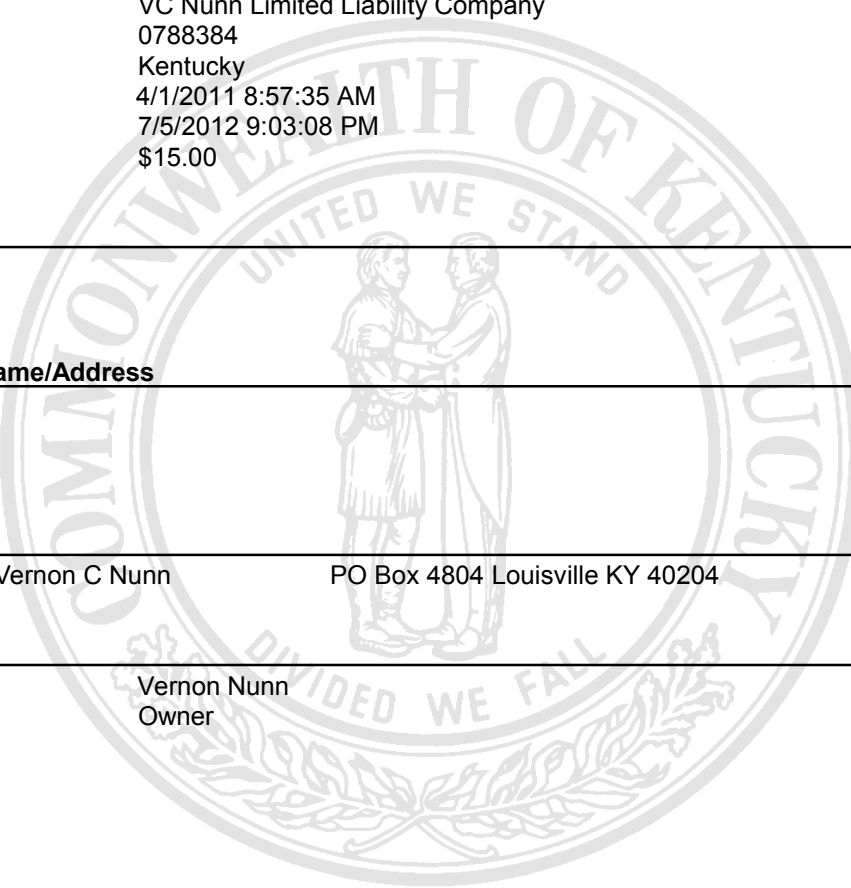 VC Nunn Limited Liability Company
0788384
Kentucky
4/1/2011 8:57:35 AM
7/5/2012 9:03:08 PM
$15.00
COMMONWEALTH OF KENTUCKY
UNITED WE STAND
ame/Address
Vernon C Nunn PO Box 4804 Louisville KY 40204
DIVIDED WE FALL
Vernon Nunn
Owner